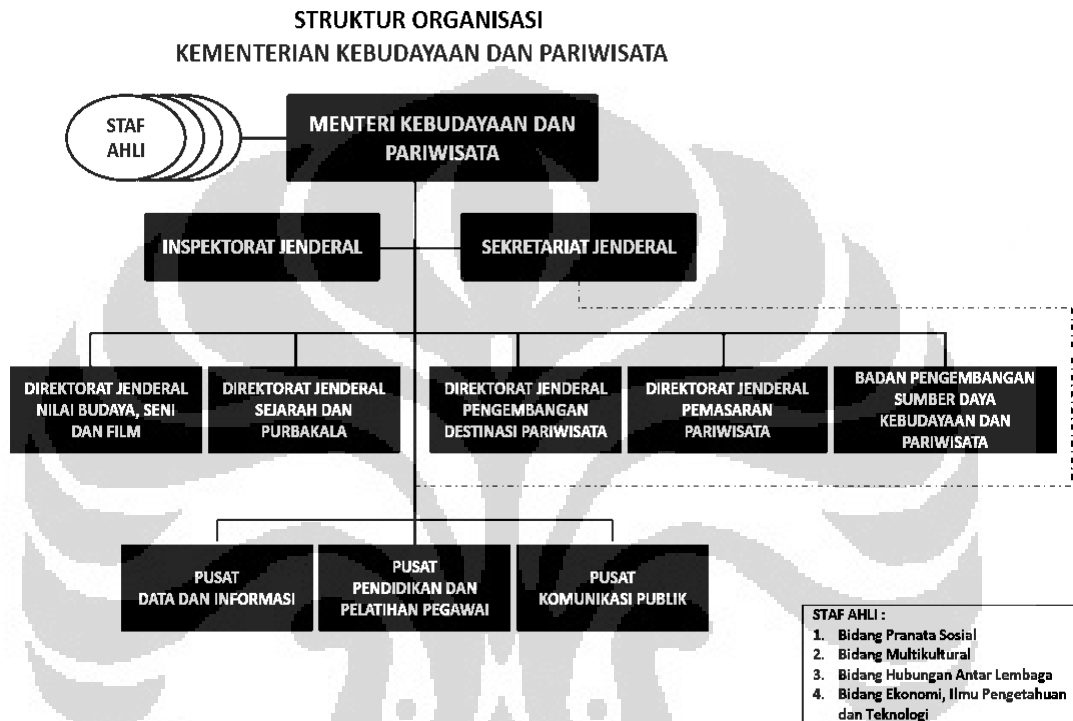 STRUKTUR ORGANISASI
KEMENTERIAN KEBUDAYAAN DAN PARIWISATA
STAF
AHLI
MENTERI KEBUDAYAAN DAN
PARIWISATA
INSPEKTORAT JENDERAL
SEKRETARIAT JENDERAL
DIREKTORAT JENDERAL
NILAI BUDAYA, SENI
DAN FILM
DIREKTORAT JENDERAL
SEJARAH DAN
PURBAKALA
DIREKTORAT JENDERAL
PENGEMBANGAN
DESTINASI PARIWISATA
DIREKTORAT JENDERAL
PEMASARAN
PARIWISATA
BADAN PENGEMBANGAN
SUMBER DAYA
KEBUDAYAAN DAN
PARIWISATA
PUSAT
DATA DAN INFORMASI
PUSAT
PENDIDIKAN DAN
PELATIHAN PEGAWAI
PUSAT
KOMUNIKASI PUBLIK
STAF AHLI :
1. Bidang Pranata Sosial
2. Bidang Multikultural
3. Bidang Hubungan Antar Lembaga
4. Bidang Ekonomi, Ilmu Pengetahuan
dan Teknologi